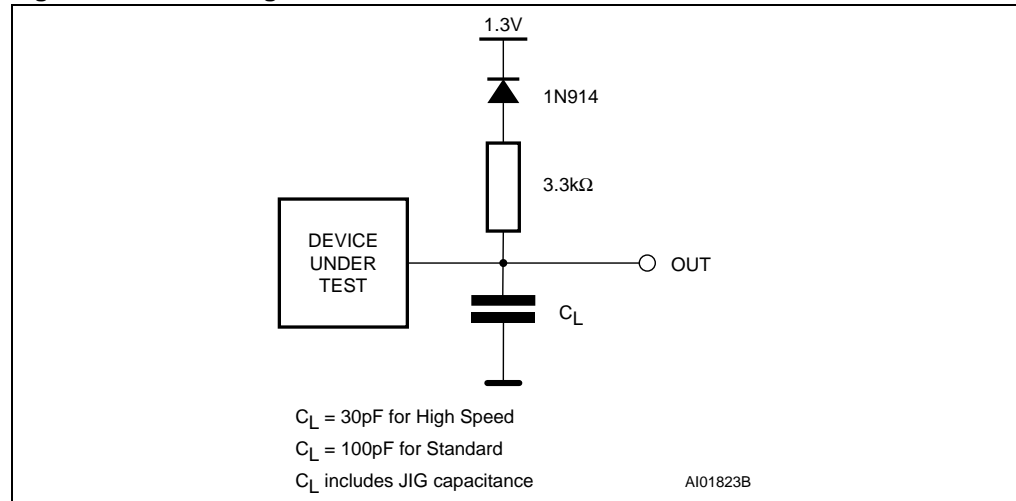 1.3V
1N914
3.3kΩ
DEVICE
UNDER
TEST
OUT
CL
CL = 30pF for High Speed
CL = 100pF for Standard
CL includes JIG capacitance
AI01823B